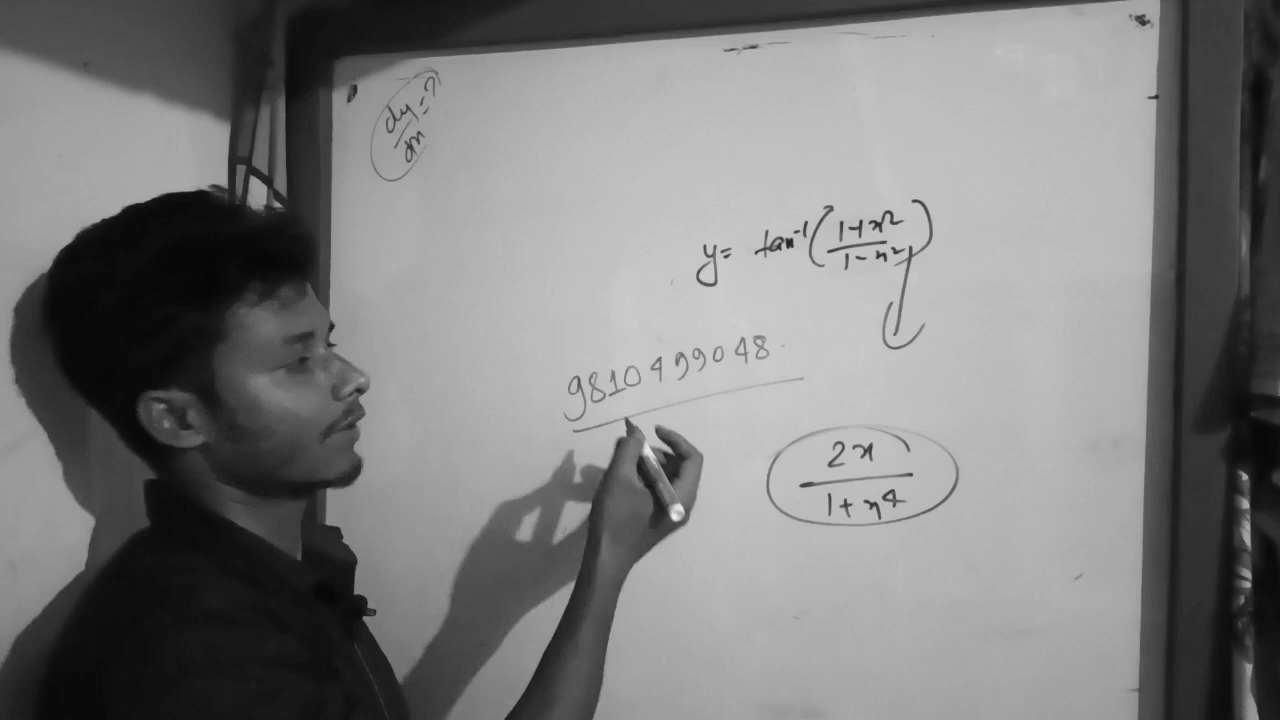 dy/dx = ?
y = tan⁻¹(1+x²/1-x²)
9810499048
2x
1+x⁴